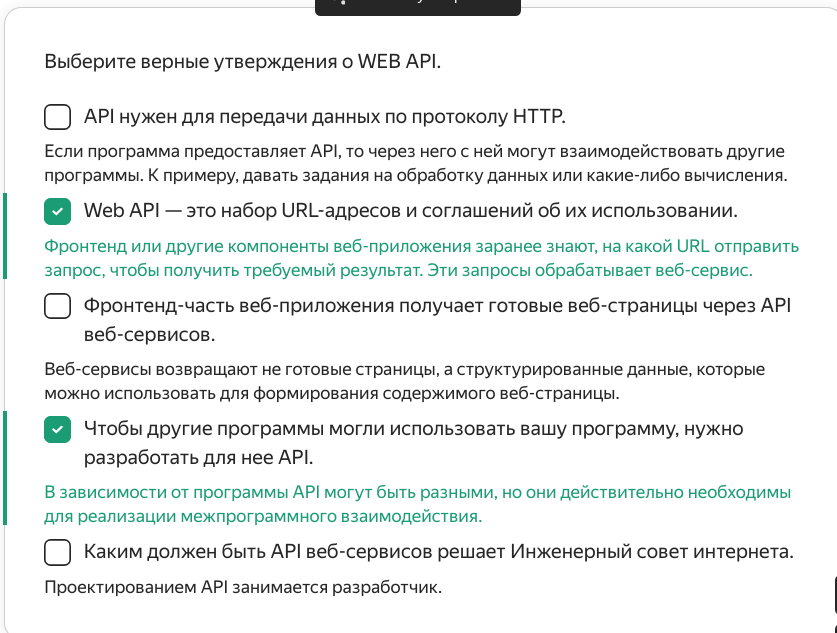 Выберите верные утверждения о WEB API.
API нужен для передачи данных по протоколу HTTP.
Если программа предоставляет API, то через него с ней могут взаимодействовать другие
программы. К примеру, давать задания на обработку данных или какие-либо вычисления.
Web API — это набор URL-адресов и соглашений об их использовании.
Фронтенд или другие компоненты веб-приложения заранее знают, на какой URL отправить
запрос, чтобы получить требуемый результат. Эти запросы обрабатывает веб-сервис.
Фронтенд-часть веб-приложения получает готовые веб-страницы через API
веб-сервисов.
Веб-сервисы возвращают не готовые страницы, а структурированные данные, которые
можно использовать для формирования содержимого веб-страницы.
Чтобы другие программы могли использовать вашу программу, нужно
разработать для нее API.
В зависимости от программы API могут быть разными, но они действительно необходимы
для реализации межпрограммного взаимодействия.
Каким должен быть API веб-сервисов решает Инженерный совет интернета.
Проектированием API занимается разработчик.